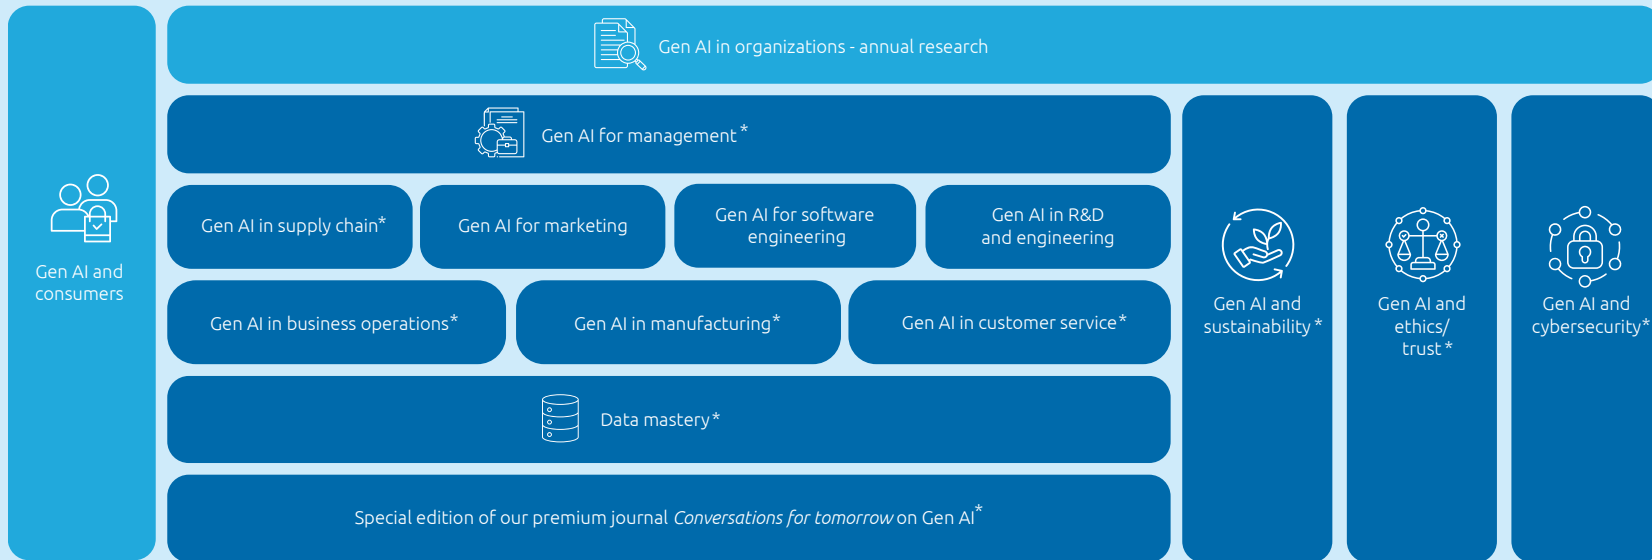 Gen AI in organizations - annual research
Gen AI and
consumers
Gen AI for management*
Gen AI in supply chain*
Gen AI for marketing
Gen AI for software
engineering
Gen AI in R&D
and engineering
Gen AI in business operations*
Gen AI in manufacturing*
Gen AI in customer service*
Data mastery*
Special edition of our premium journal Conversations for tomorrow on Gen AI*
Gen AI and
sustainability*
Gen AI and
ethics/
trust*
Gen AI and
cybersecurity*